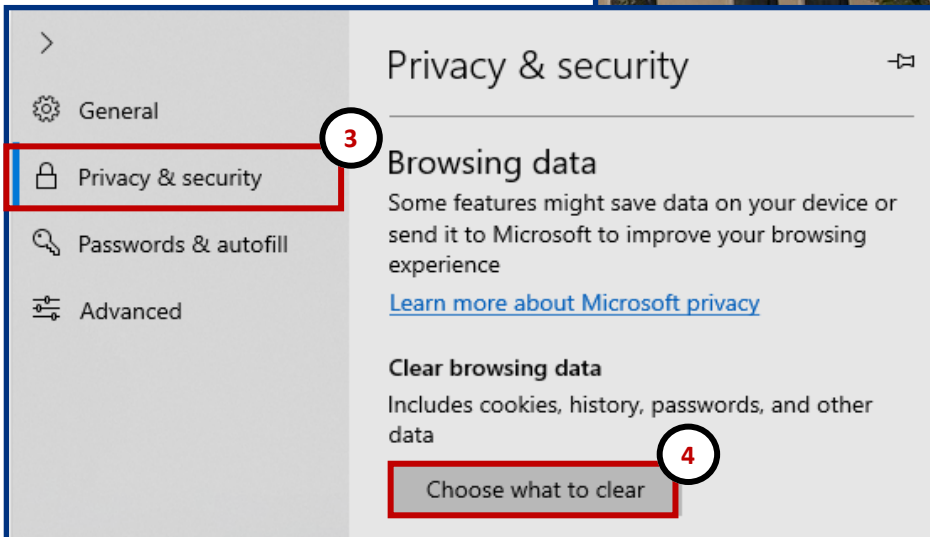 General
3
Privacy & security
Passwords & autofill
Advanced
Privacy & security
Browsing data
Some features might save data on your device or
send it to Microsoft to improve your browsing
experience
Learn more about Microsoft privacy
Clear browsing data
Includes cookies, history, passwords, and other
data
4
Choose what to clear